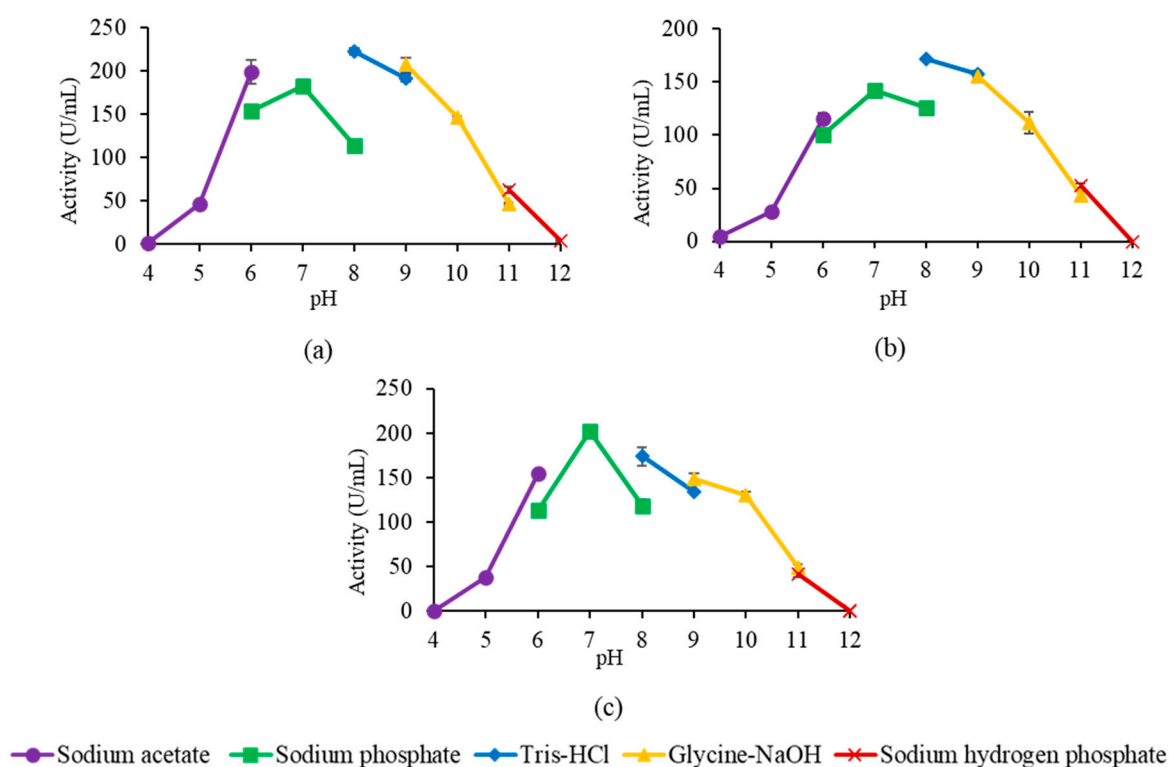 250
200
150
100
50
0
Activity (U/mL)
4 5 6 7 8 9 10 11 12
pH
(a)
200
150
100
50
0
Activity (U/mL)
4 5 6 7 8 9 10 11 12
pH
(b)
250
200
150
100
50
0
Activity (U/mL)
4 5 6 7 8 9 10 11 12
pH
(c)
Sodium acetate Sodium phosphate Tris-HCl Glycine-NaOH Sodium hydrogen phosphate